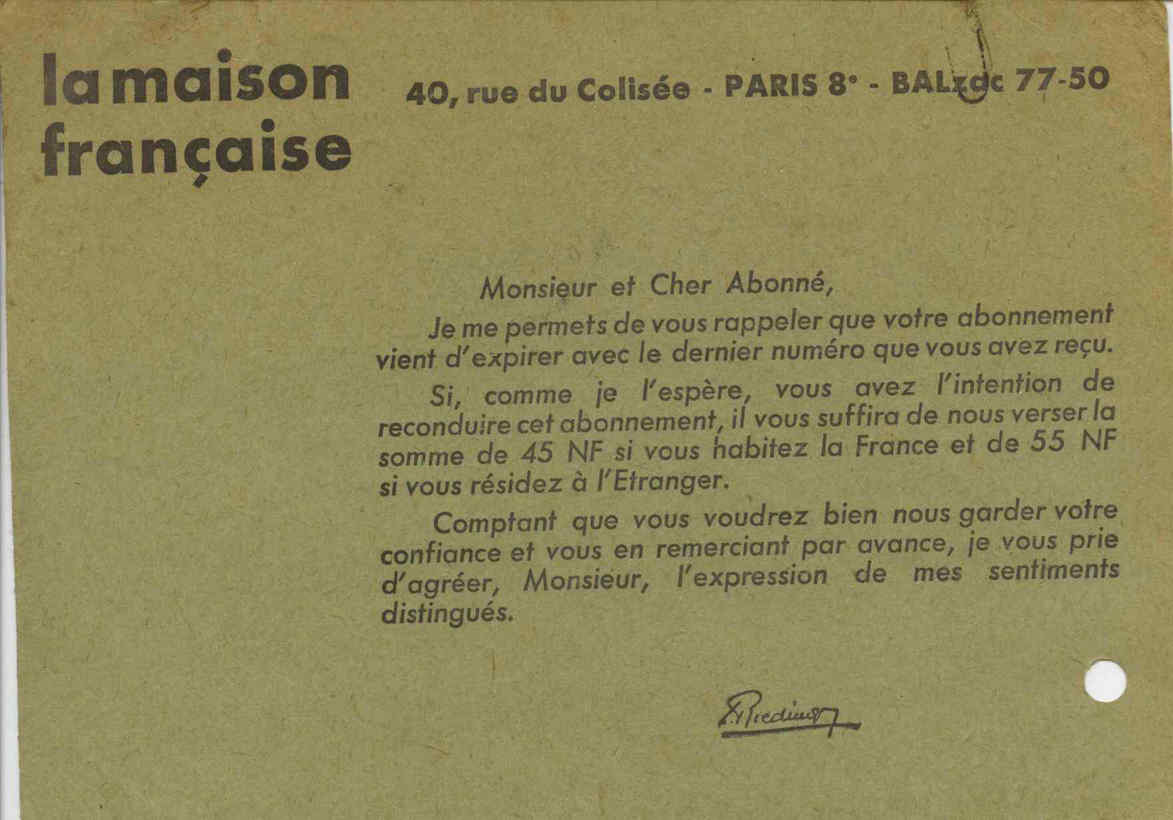 la maison
française
40, rue du Colisée - PARIS 8e - BALzac 77-50
Monsieur et Cher Abonné,
Je me permets de vous rappeler que votre abonnement
vient d'expirer avec le dernier numéro que vous avez reçu.
Si, comme je l'espère, vous avez l'intention de
reconduire cet abonnement, il vous suffira de nous verser la
somme de 45 NF si vous habitez la France et de 55 NF
si vous résidez à l'Etranger.
Comptant que vous voudrez bien nous garder votre
confiance et vous en remerciant par avance, je vous prie
d'agréer, Monsieur, l'expression de mes sentiments
distingués.